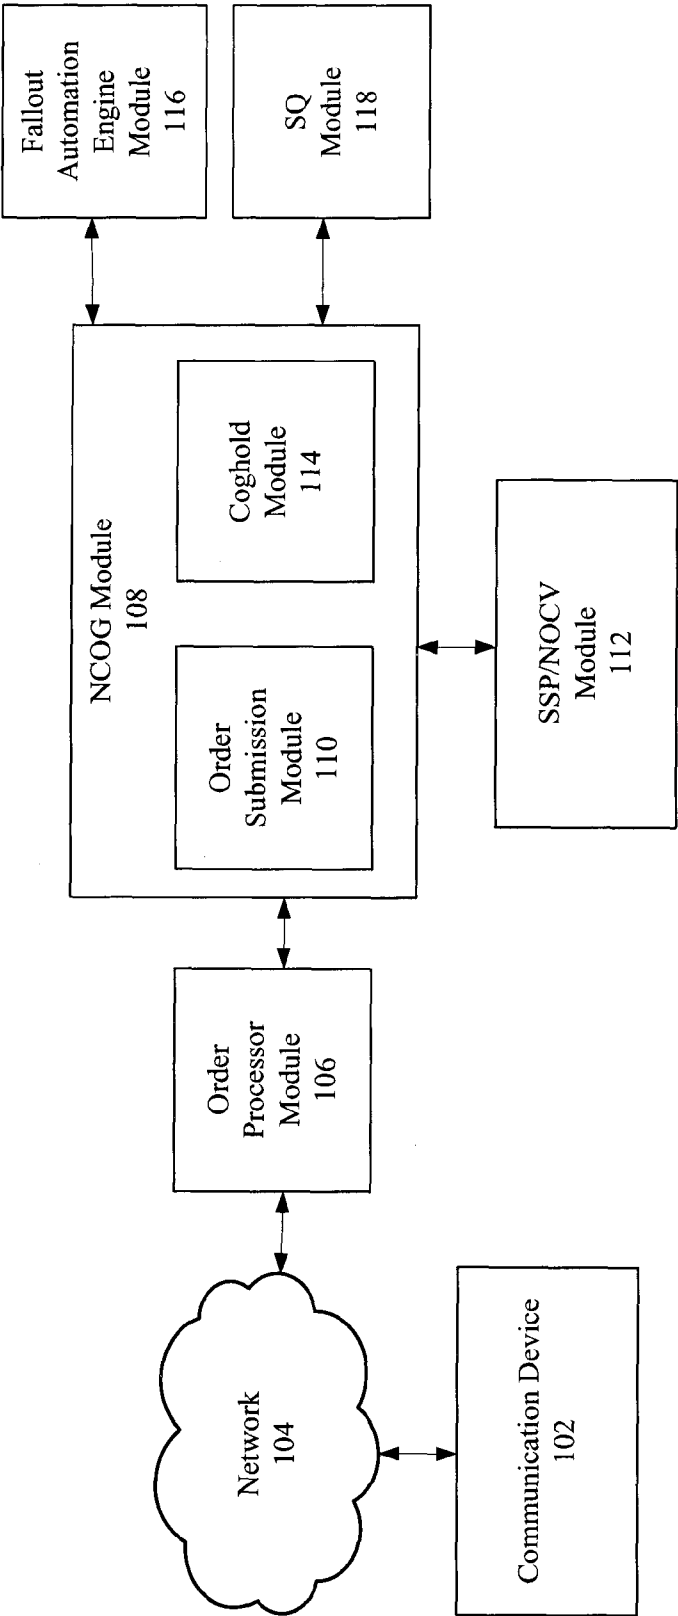 Communication Device
102
Network
104
Order
Processor
Module
106
NCOG Module
108
Order
Submission
Module
110
Coghold
Module
114
SSP/NOCV
Module
112
Fallout
Automation
Engine
Module
116
SQ
Module
118